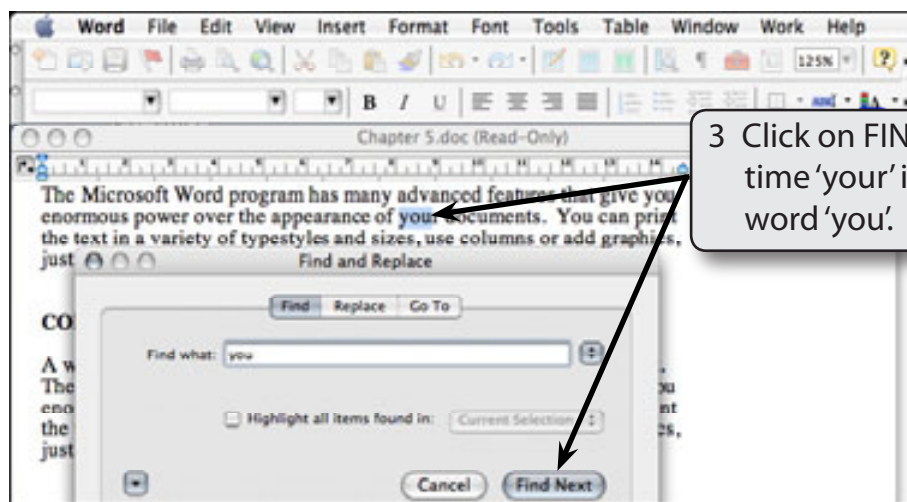 Word File Edit View Insert Format Font Tools Table Window Work Help
125%
B I U
Chapter 5.doc (Read-Only)
The Microsoft Word program has many advanced features that give you
enormous power over the appearance of your documents. You can print
the text in a variety of typestyles and sizes, use columns or add graphics,
just
3 Click on FIN
time ‘your’ i
word ‘you’.
Find and Replace
Find Replace Go To
CO
Find what: you
A w
The
eno
the
just
Highlight all items found in: Current Selection
Cancel Find Next